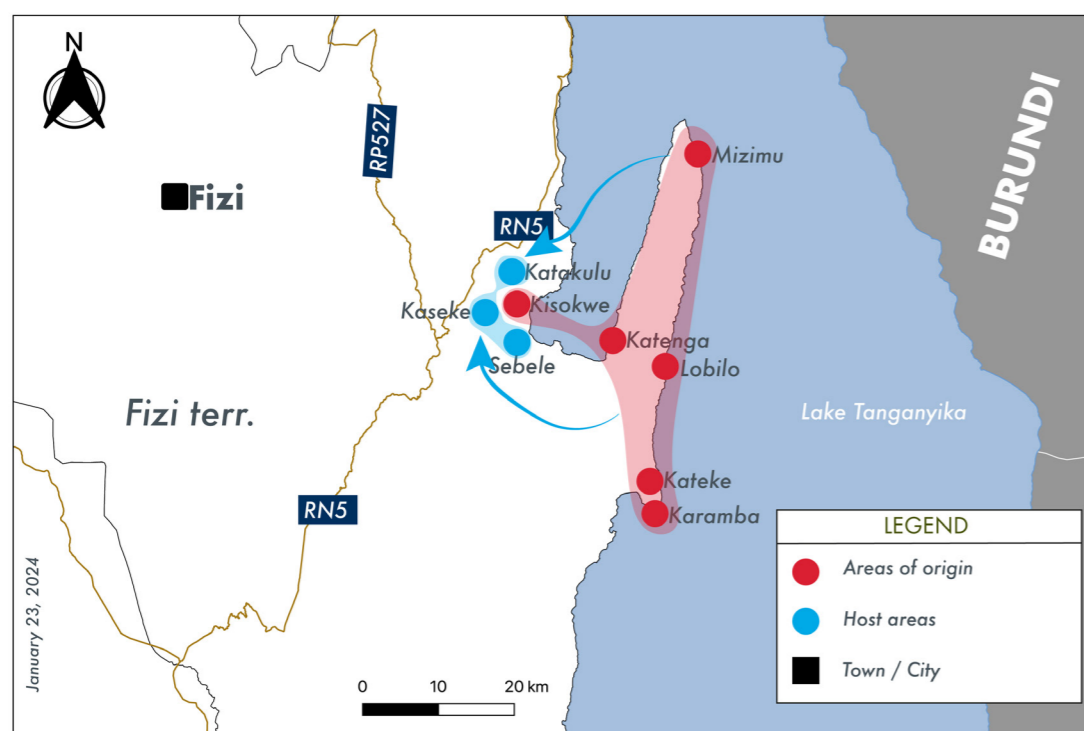 N
RP527
BURUNDI
Mizimu
Fizi
RN5
Katakulu
Kisokwe
Kaseke
Katenga
Sebele
Lobilo
Fizi terr.
Lake Tanganyika
Kateke
RN5
Karamba
LEGEND
Areas of origin
Host areas
Town / City
January 23, 2024
0 10 20 km